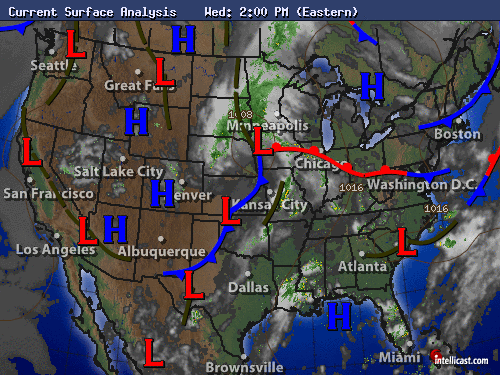 Current Surface Analysis Wed: 2:00 PM (Eastern)
H
L
Seattle
L
Great Falls
H
1008
H
Minneapolis
L
Boston
L
Chicago
Salt Lake City
H
Denver
1016
Washington D.C.
San Francisco
Kansas City
L
1016
H
L
Los Angeles
Albuquerque
L
Atlanta
Dallas
L
H
L
Miami
Brownsville
intellicast.com